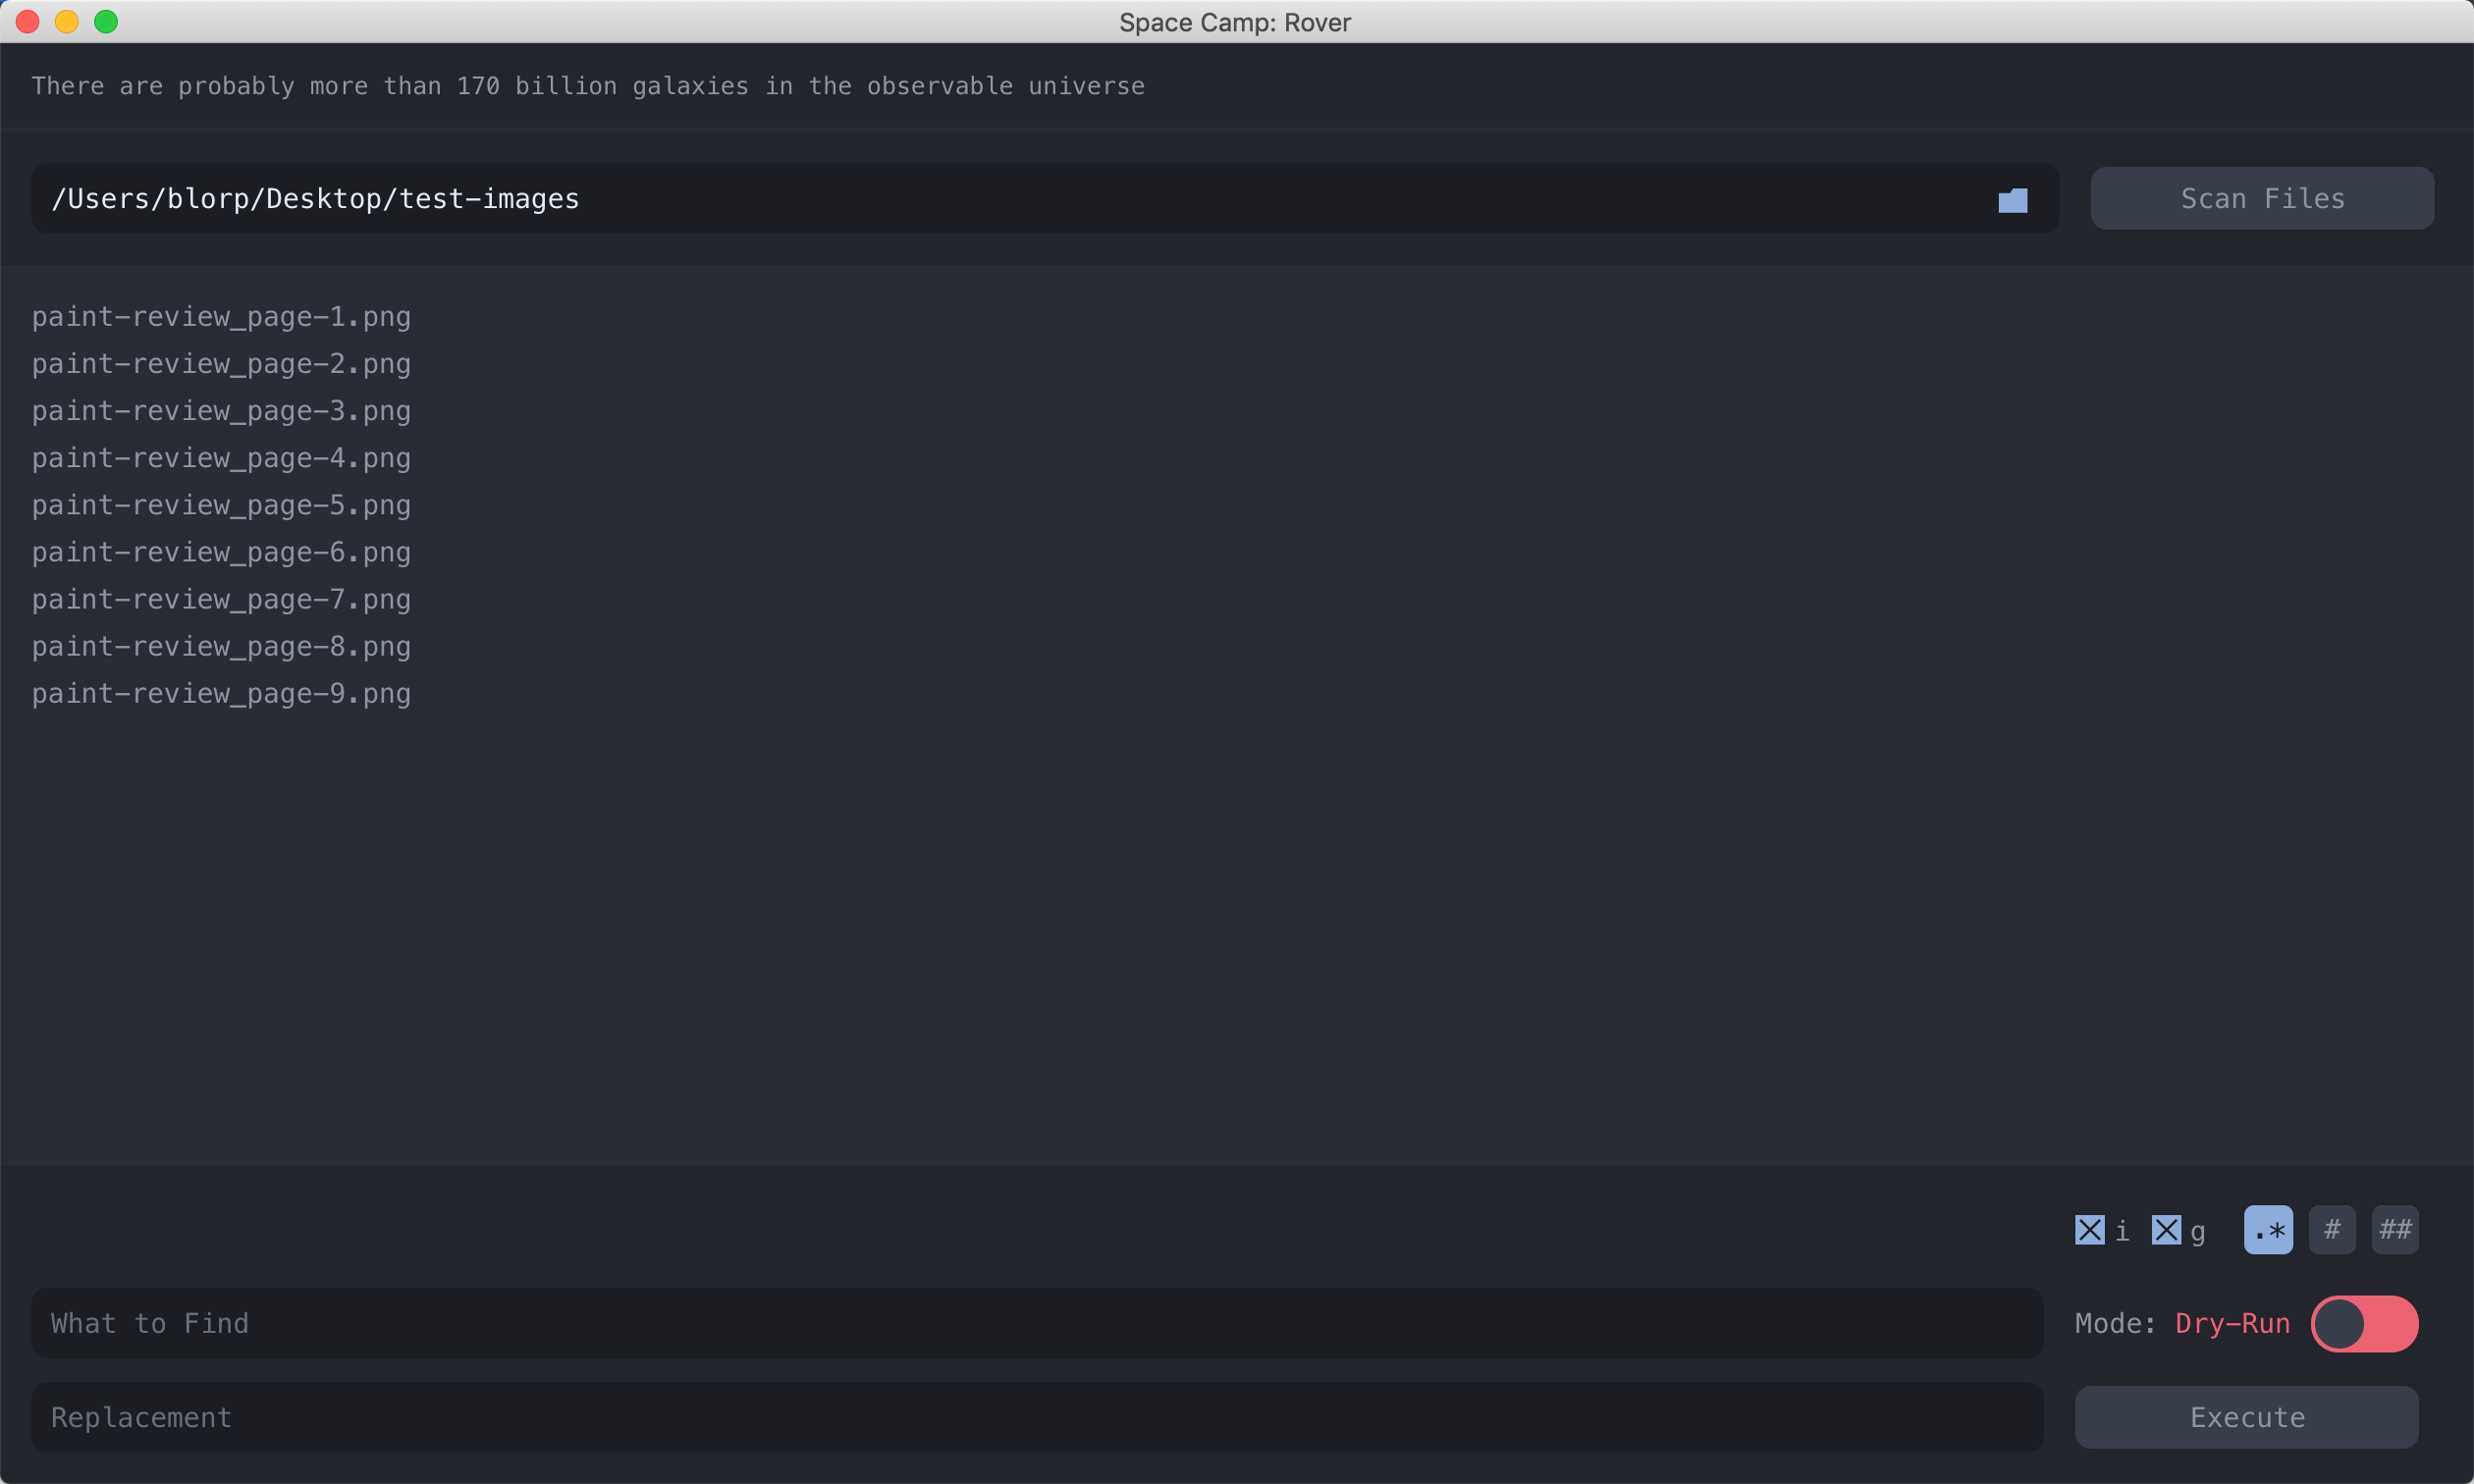 Space Camp: Rover
There are probably more than 170 billion galaxies in the observable universe
/Users/blorp/Desktop/test-images
Scan Files
paint-review_page-1.png
paint-review_page-2.png
paint-review_page-3.png
paint-review_page-4.png
paint-review_page-5.png
paint-review_page-6.png
paint-review_page-7.png
paint-review_page-8.png
paint-review_page-9.png
i g .* # ##
What to Find
Mode: Dry-Run
Replacement
Execute